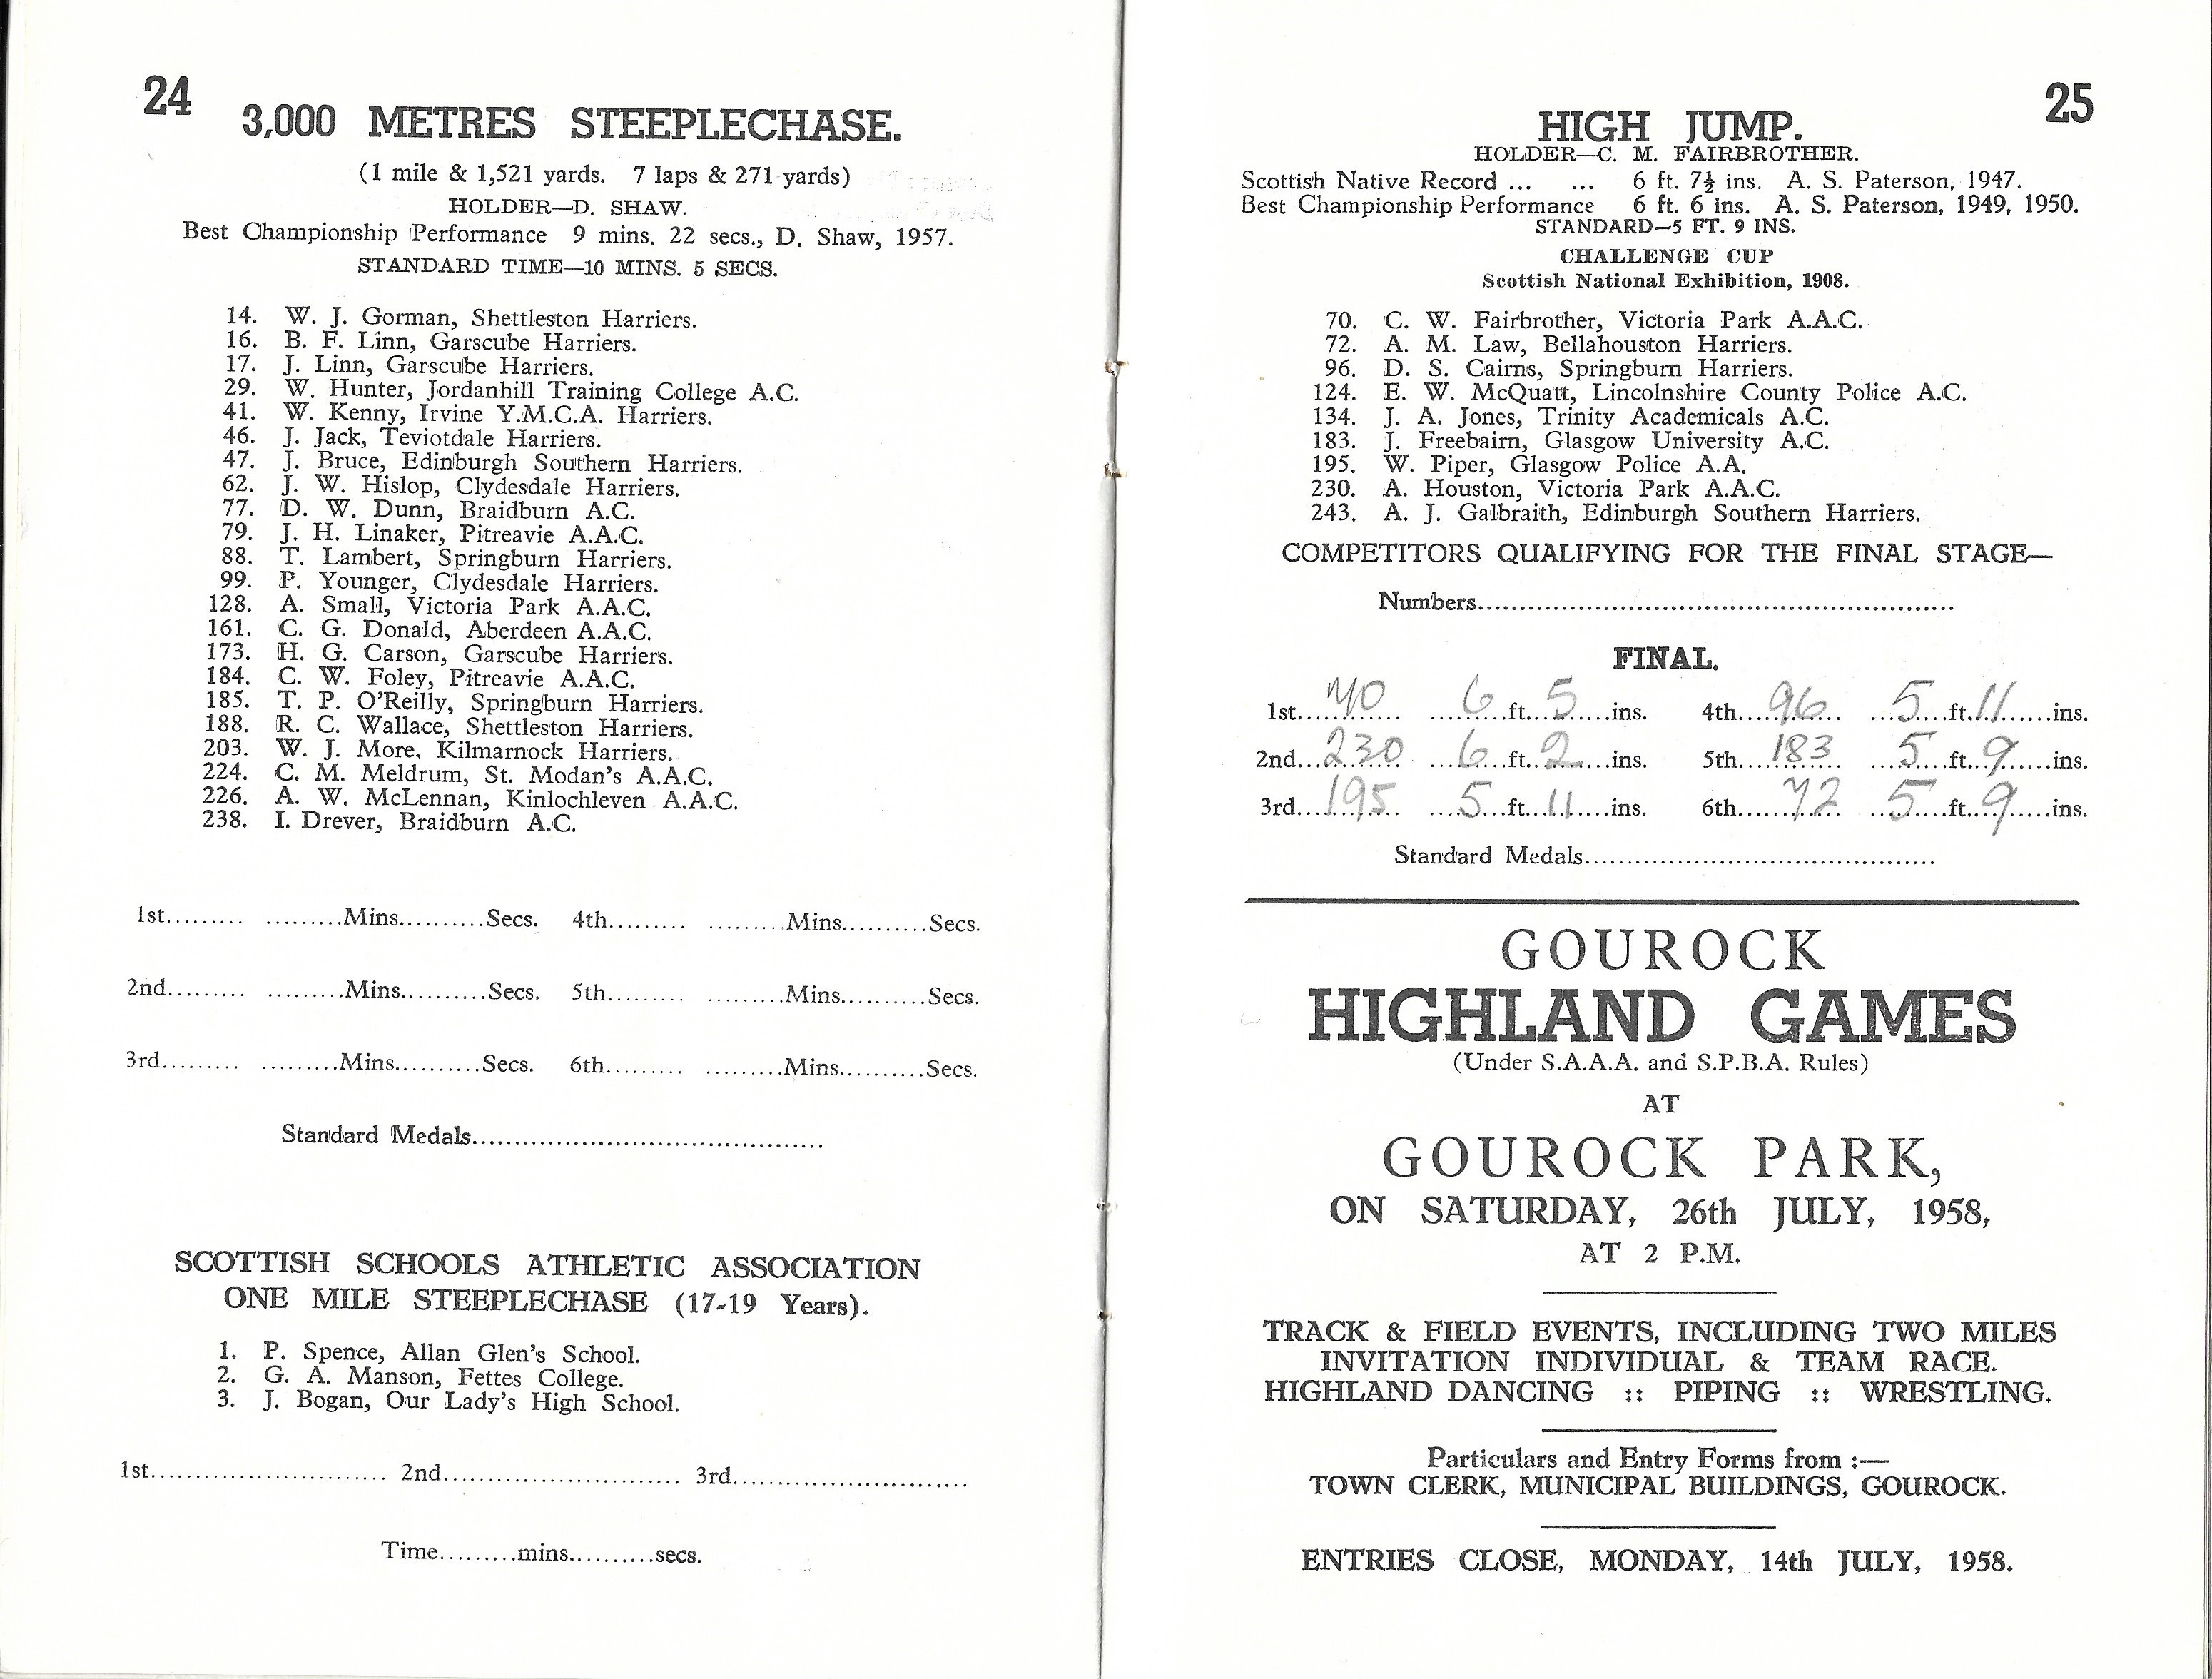 24
3,000 METRES STEEPLECHASE.
(1 mile & 1,521 yards. 7 laps & 271 yards)
HOLDER—D. SHAW.
Best Championship Performance 9 mins. 22 secs., D. Shaw, 1957.
STANDARD TIME—10 MINS. 5 SECS.
14. W. J. Gorman, Shettleston Harriers.
16. B. F. Linn, Garscube Harriers.
17. J. Linn, Garscube Harriers.
29. W. Hunter, Jordanhill Training College A.C.
41. W. Kenny, Irvine Y.M.C.A. Harriers.
46. J. Jack, Teviotdale Harriers.
47. J. Bruce, Edinburgh Southern Harriers.
62. J. W. Hislop, Clydesdale Harriers.
77. D. W. Dunn, Braidburn A.C.
79. J. H. Linaker, Pitreavie A.A.C.
88. T. Lambert, Springburn Harriers.
99. P. Younger, Clydesdale Harriers.
128. A. Small, Victoria Park A.A.C.
161. C. G. Donald, Aberdeen A.A.C.
173. H. G. Carson, Garscube Harriers.
184. C. W. Foley, Pitreavie A.A.C.
185. T. P. O'Reilly, Springburn Harriers.
188. R. C. Wallace, Shettleston Harriers.
203. W. J. More, Kilmarnock Harriers.
224. C. M. Meldrum, St. Modan's A.A.C.
226. A. W. McLennan, Kinlochleven A.A.C.
238. I. Drever, Braidburn A.C.
1st......... .........Mins..........Secs. 4th......... .........Mins..........Secs.
2nd......... .........Mins..........Secs. 5th......... .........Mins..........Secs.
3rd......... .........Mins..........Secs. 6th......... .........Mins..........Secs.
Standard Medals..........................................
SCOTTISH SCHOOLS ATHLETIC ASSOCIATION
ONE MILE STEEPLECHASE (17-19 Years).
1. P. Spence, Allan Glen's School.
2. G. A. Manson, Fettes College.
3. J. Bogan, Our Lady's High School.
1st............................ 2nd............................ 3rd............................
Time.........mins..........secs.
25
HIGH JUMP.
HOLDER—C. M. FAIRBROTHER.
Scottish Native Record ... ... 6 ft. 7½ ins. A. S. Paterson, 1947.
Best Championship Performance 6 ft. 6 ins. A. S. Paterson, 1949, 1950.
STANDARD—5 FT. 9 INS.
CHALLENGE CUP
Scottish National Exhibition, 1908.
70. C. W. Fairbrother, Victoria Park A.A.C.
72. A. M. Law, Bellahouston Harriers.
96. D. S. Cairns, Springburn Harriers.
124. E. W. McQuatt, Lincolnshire County Police A.C.
134. J. A. Jones, Trinity Academicals A.C.
183. J. Freebairn, Glasgow University A.C.
195. W. Piper, Glasgow Police A.A.
230. A. Houston, Victoria Park A.A.C.
243. A. J. Galbraith, Edinburgh Southern Harriers.
COMPETITORS QUALIFYING FOR THE FINAL STAGE—
Numbers.........................................................
FINAL.
1st....70.... ....6..ft...5....ins. 4th....96.... ....5..ft...11....ins.
2nd...230.... ....6..ft...2....ins. 5th....183.... ....5..ft...9....ins.
3rd...195.... ....5..ft...11....ins. 6th....72.... ....5..ft...9....ins.
Standard Medals..........................................
GOUROCK
HIGHLAND GAMES
(Under S.A.A.A. and S.P.B.A. Rules)
AT
GOUROCK PARK,
ON SATURDAY, 26th JULY, 1958,
AT 2 P.M.
TRACK & FIELD EVENTS, INCLUDING TWO MILES
INVITATION INDIVIDUAL & TEAM RACE.
HIGHLAND DANCING :: PIPING :: WRESTLING.
Particulars and Entry Forms from :—
TOWN CLERK, MUNICIPAL BUILDINGS, GOUROCK.
ENTRIES CLOSE, MONDAY, 14th JULY, 1958.